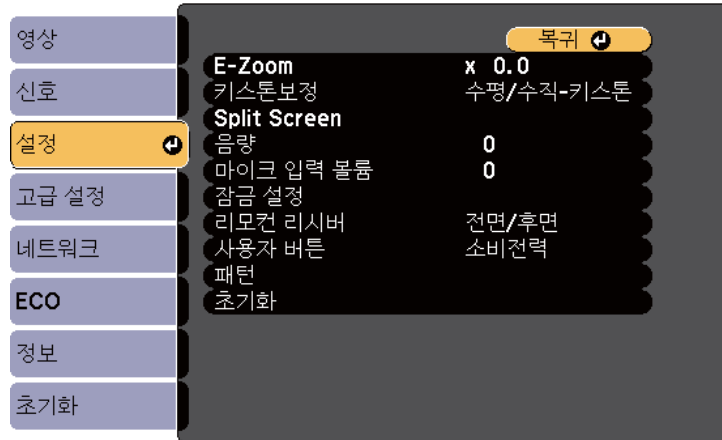 영상
신호
설정
고급 설정
네트워크
ECO
정보
초기화
복귀
E-Zoom x 0.0
키스톤보정 수평/수직-키스톤
Split Screen
음량 0
마이크 입력 볼륨 0
잠금 설정
리모컨 리시버 전면/후면
사용자 버튼 소비전력
패턴
초기화